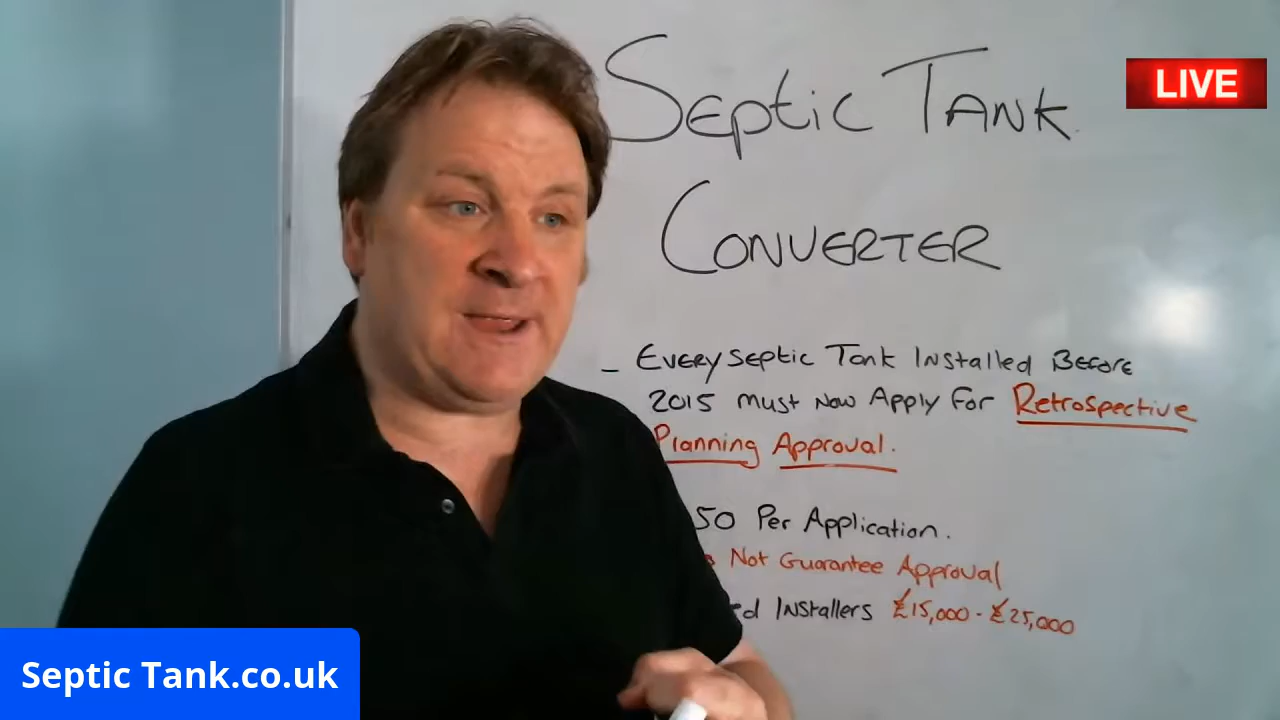 SEPTIC TANK
LIVE
CONVERTER
- EVERY SEPTIC TANK INSTALLED BEFORE
2015 MUST NOW APPLY FOR RETROSPECTIVE
PLANNING APPROVAL.
50 PER APPLICATION.
NOT GUARANTEE APPROVAL
INSTALLERS £15,000 - £25,000
Septic Tank.co.uk